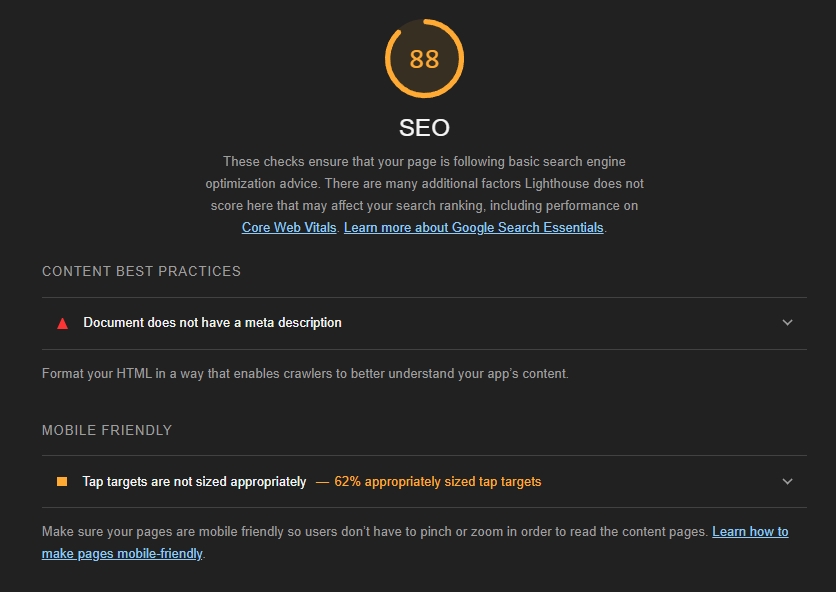 88
SEO
These checks ensure that your page is following basic search engine
optimization advice. There are many additional factors Lighthouse does not
score here that may affect your search ranking, including performance on
Core Web Vitals. Learn more about Google Search Essentials.
CONTENT BEST PRACTICES
Document does not have a meta description
Format your HTML in a way that enables crawlers to better understand your app’s content.
MOBILE FRIENDLY
Tap targets are not sized appropriately — 62% appropriately sized tap targets
Make sure your pages are mobile friendly so users don’t have to pinch or zoom in order to read the content pages. Learn how to
make pages mobile-friendly.